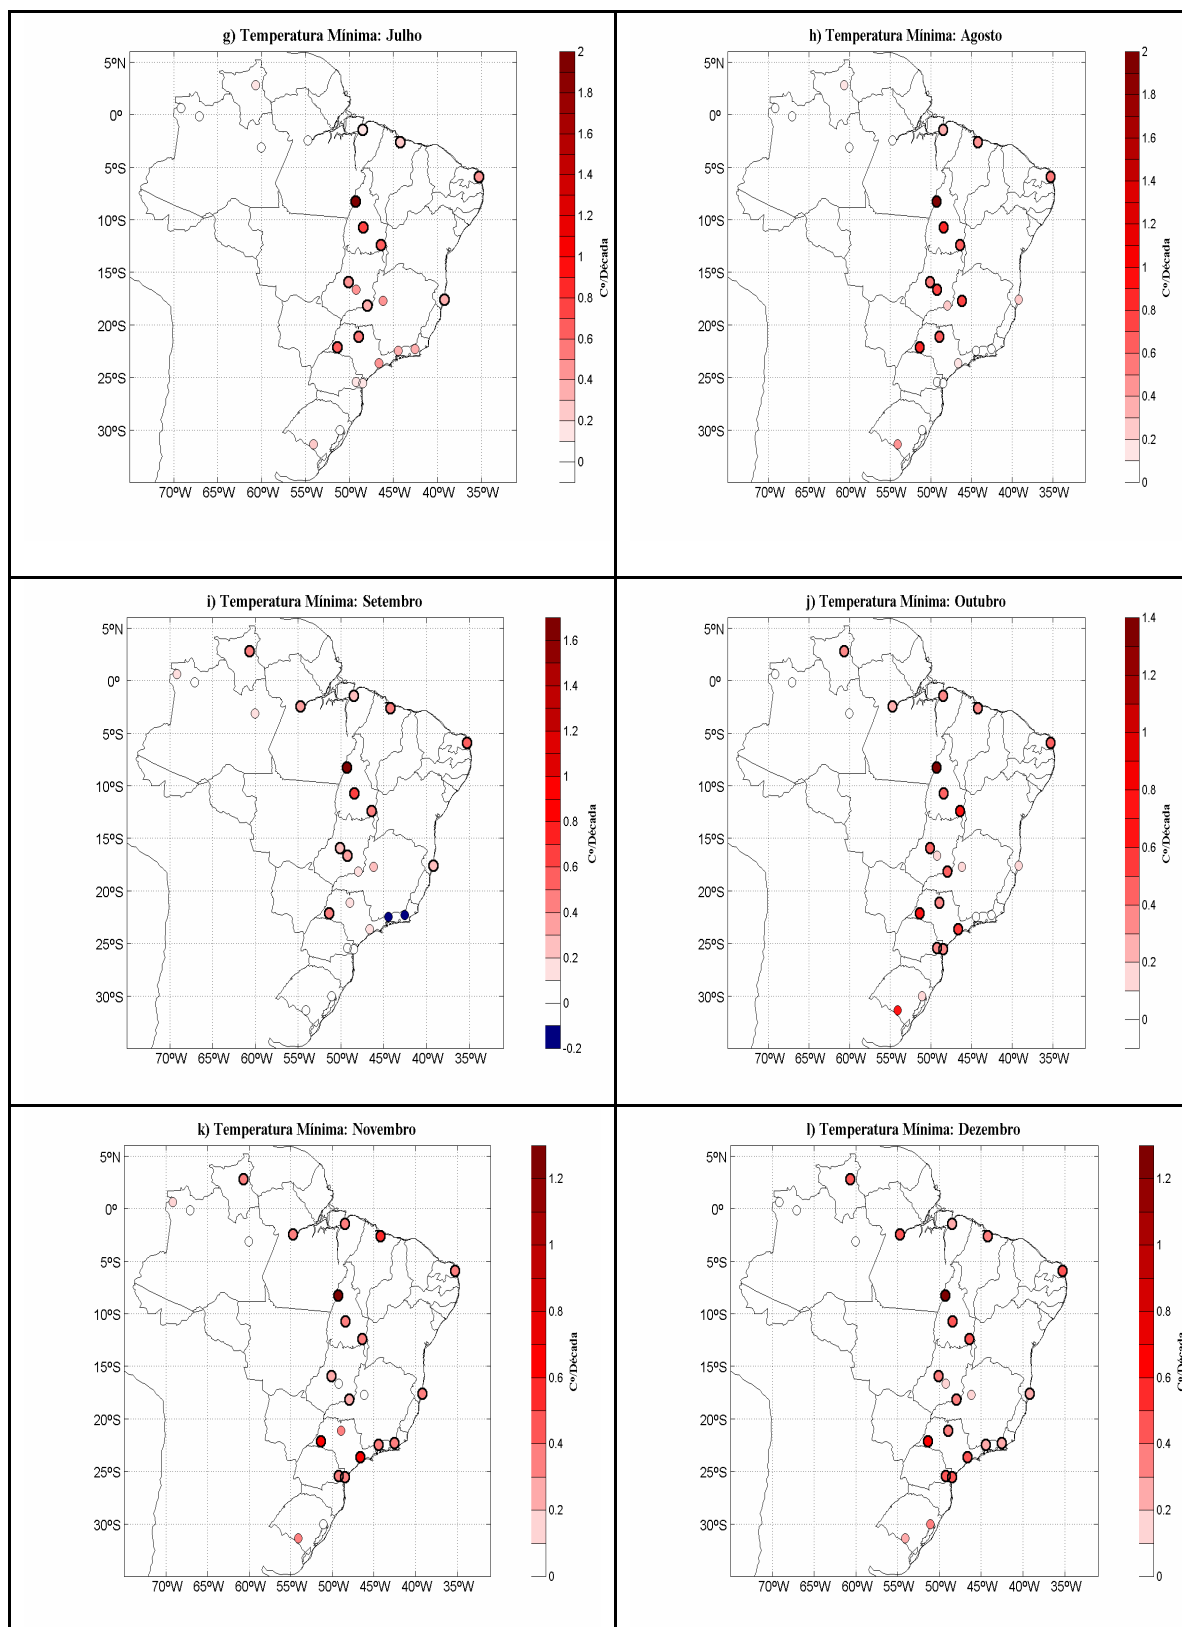 g) Temperatura Mínima: Julho
5ºN
0º
5ºS
10ºS
15ºS
20ºS
25ºS
30ºS
70ºW 65ºW 60ºW 55ºW 50ºW 45ºW 40ºW 35ºW
2
1.8
1.6
1.4
1.2
1
0.8
0.6
0.4
0.2
0
Cº/Década
h) Temperatura Mínima: Agosto
5ºN
0º
5ºS
10ºS
15ºS
20ºS
25ºS
30ºS
70ºW 65ºW 60ºW 55ºW 50ºW 45ºW 40ºW 35ºW
2
1.8
1.6
1.4
1.2
1
0.8
0.6
0.4
0.2
0
Cº/Década
i) Temperatura Mínima: Setembro
5ºN
0º
5ºS
10ºS
15ºS
20ºS
25ºS
30ºS
70ºW 65ºW 60ºW 55ºW 50ºW 45ºW 40ºW 35ºW
1.6
1.4
1.2
1
0.8
0.6
0.4
0.2
0
-0.2
Cº/Década
j) Temperatura Mínima: Outubro
5ºN
0º
5ºS
10ºS
15ºS
20ºS
25ºS
30ºS
70ºW 65ºW 60ºW 55ºW 50ºW 45ºW 40ºW 35ºW
1.4
1.2
1
0.8
0.6
0.4
0.2
0
Cº/Década
k) Temperatura Mínima: Novembro
5ºN
0º
5ºS
10ºS
15ºS
20ºS
25ºS
30ºS
70ºW 65ºW 60ºW 55ºW 50ºW 45ºW 40ºW 35ºW
1.2
1
0.8
0.6
0.4
0.2
0
Cº/Década
l) Temperatura Mínima: Dezembro
5ºN
0º
5ºS
10ºS
15ºS
20ºS
25ºS
30ºS
70ºW 65ºW 60ºW 55ºW 50ºW 45ºW 40ºW 35ºW
1.2
1
0.8
0.6
0.4
0.2
0
Cº/Década